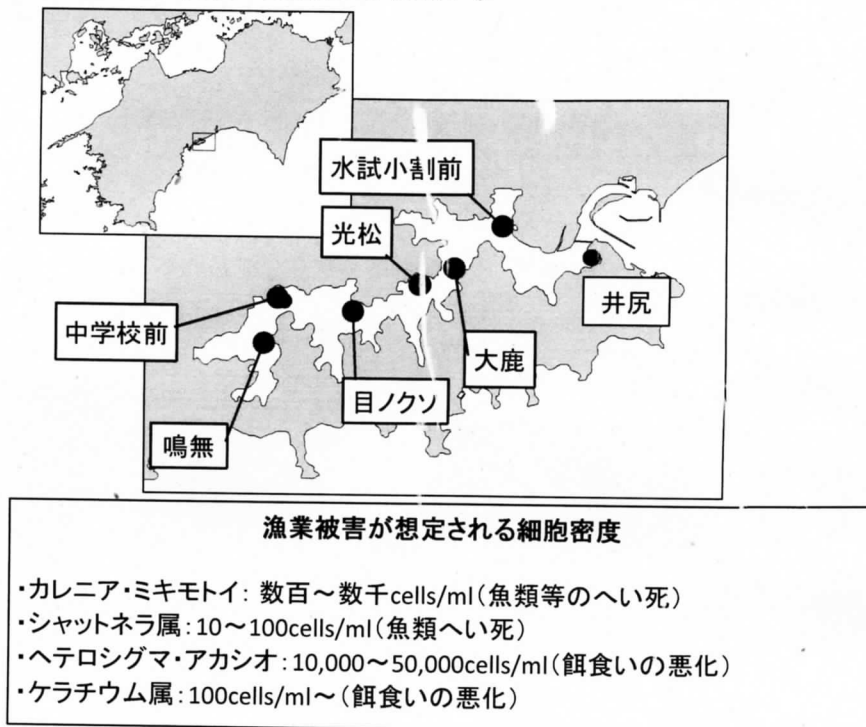 水試小割前
光松
中学校前
井尻
大鹿
目ノクソ
鳴無
漁業被害が想定される細胞密度
・カレニア・ミキモトイ: 数百～数千cells/ml(魚類等のへい死)
・シャットネラ属:10～100cells/ml(魚類へい死)
・ヘテロシグマ・アカシオ:10,000～50,000cells/ml(餌食いの悪化)
・ケラチウム属:100cells/ml～(餌食いの悪化)